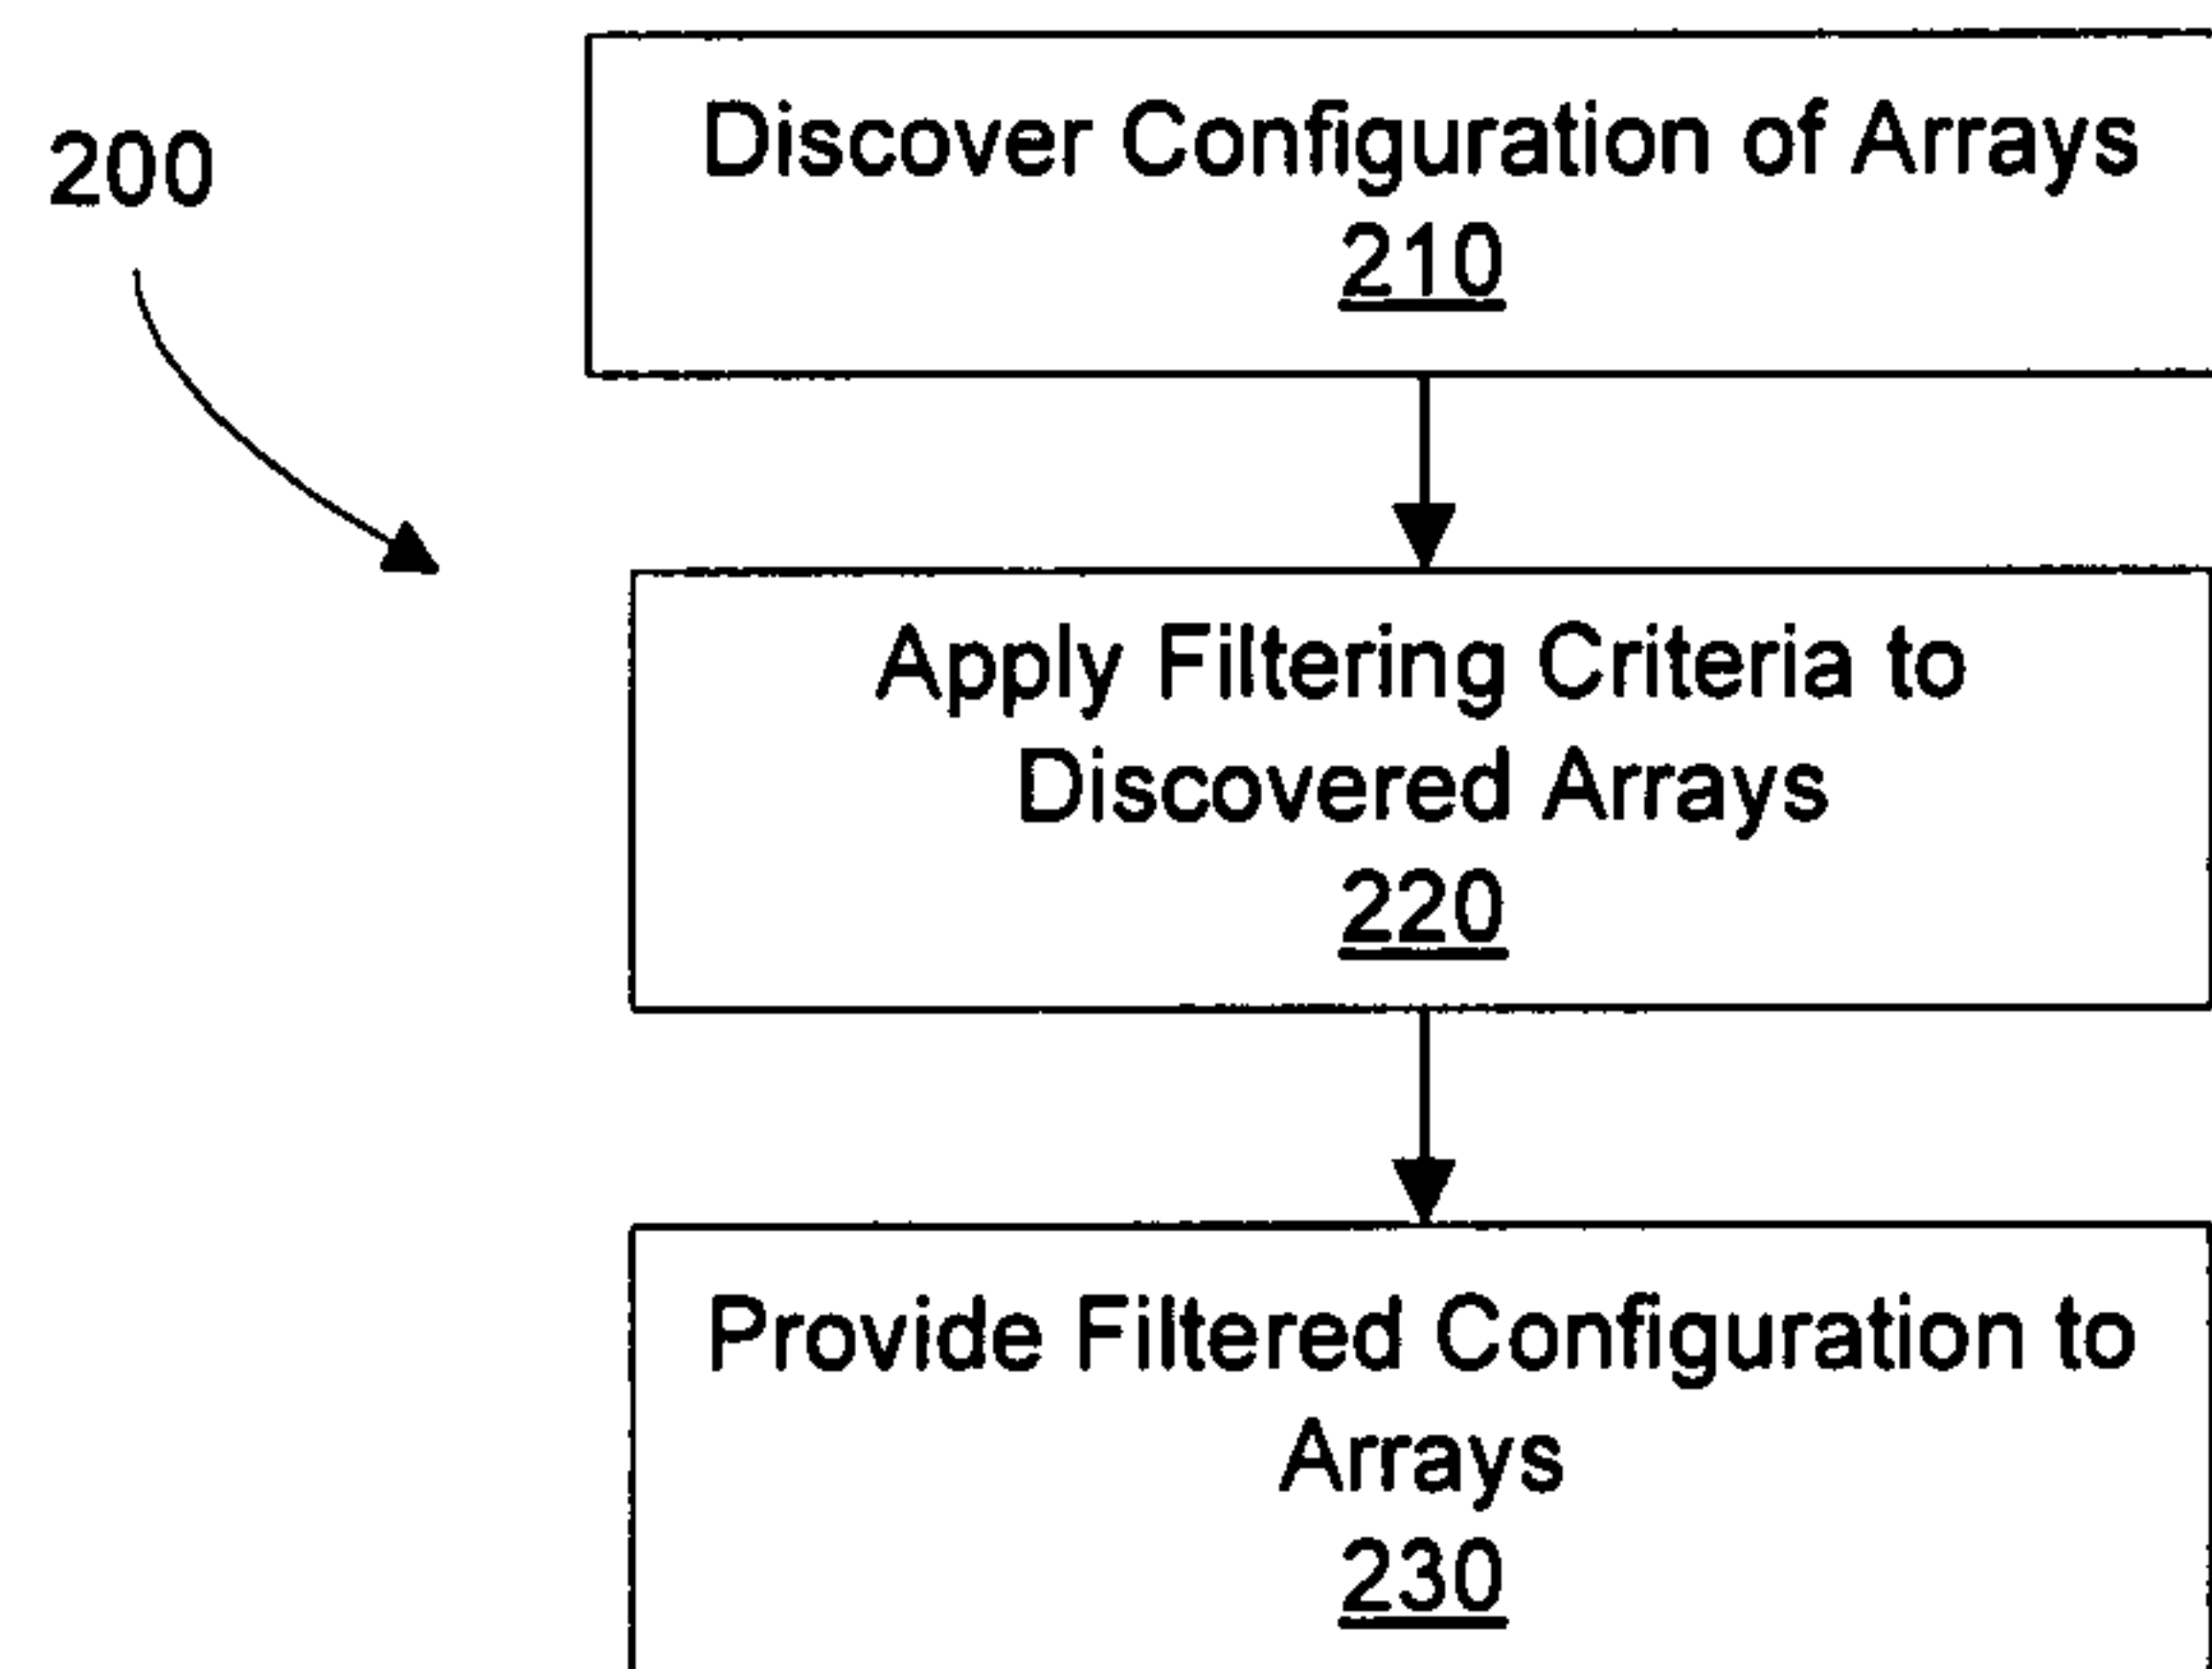 200
Discover Configuration of Arrays
210
Apply Filtering Criteria to
Discovered Arrays
220
Provide Filtered Configuration to
Arrays
230